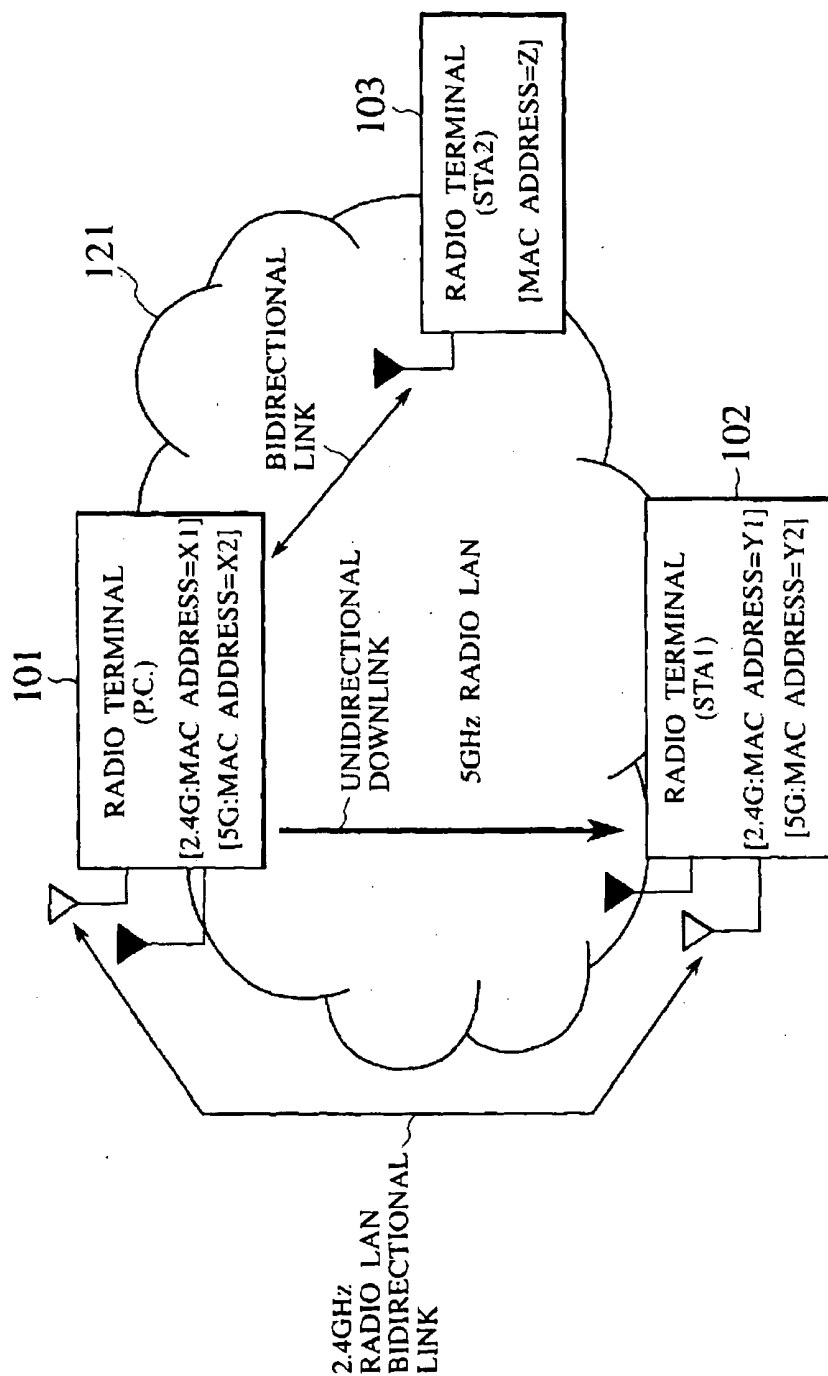 101
RADIO TERMINAL
(P.C.)
[2.4G:MAC ADDRESS=X1]
[5G:MAC ADDRESS=X2]
121
BIDIRECTIONAL
LINK
103
RADIO TERMINAL
(STA2)
[MAC ADDRESS=Z]
UNIDIRECTIONAL
DOWNLINK
5GHz RADIO LAN
2.4GHz
RADIO LAN
BIDIRECTIONAL
LINK
102
RADIO TERMINAL
(STA1)
[2.4G:MAC ADDRESS=Y1]
[5G:MAC ADDRESS=Y2]